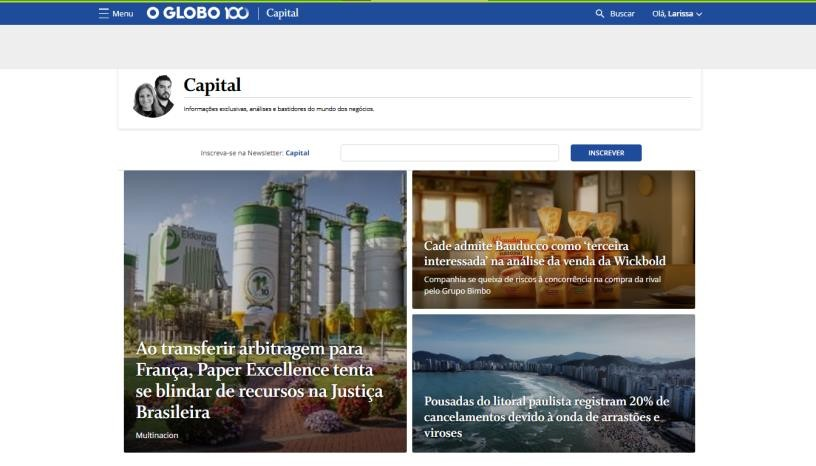 Menu
O GLOBO 100
Capital
Buscar
Olá, Larissa
Capital
Informações exclusivas, análises e bastidores do mundo dos negócios.
Inscreva-se na Newsletter: Capital
INSCREVER
Eldorado
Ao transferir arbitragem para
França, Paper Excellence tenta
se blindar de recursos na Justiça
Brasileira
Multinacion
Cade admite Bauducco como ‘terceira
interessada’ na análise da venda da Wickbold
Companhia se queixa de riscos à concorrência na compra da rival
pelo Grupo Bimbo
Pousadas do litoral paulista registram 20% de
cancelamentos devido à onda de arrastões e
viroses